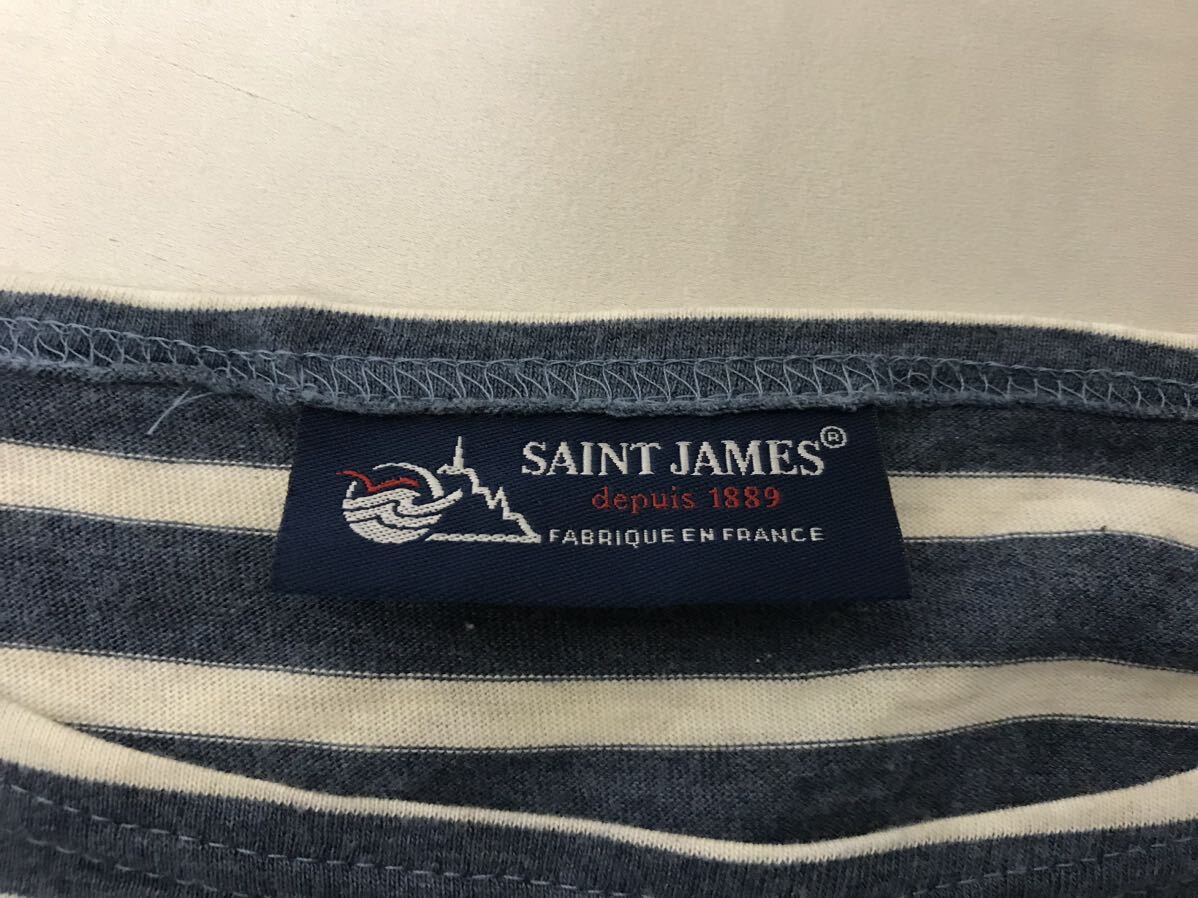 SAINT JAMES®
depuis 1889
FABRIQUE EN FRANCE